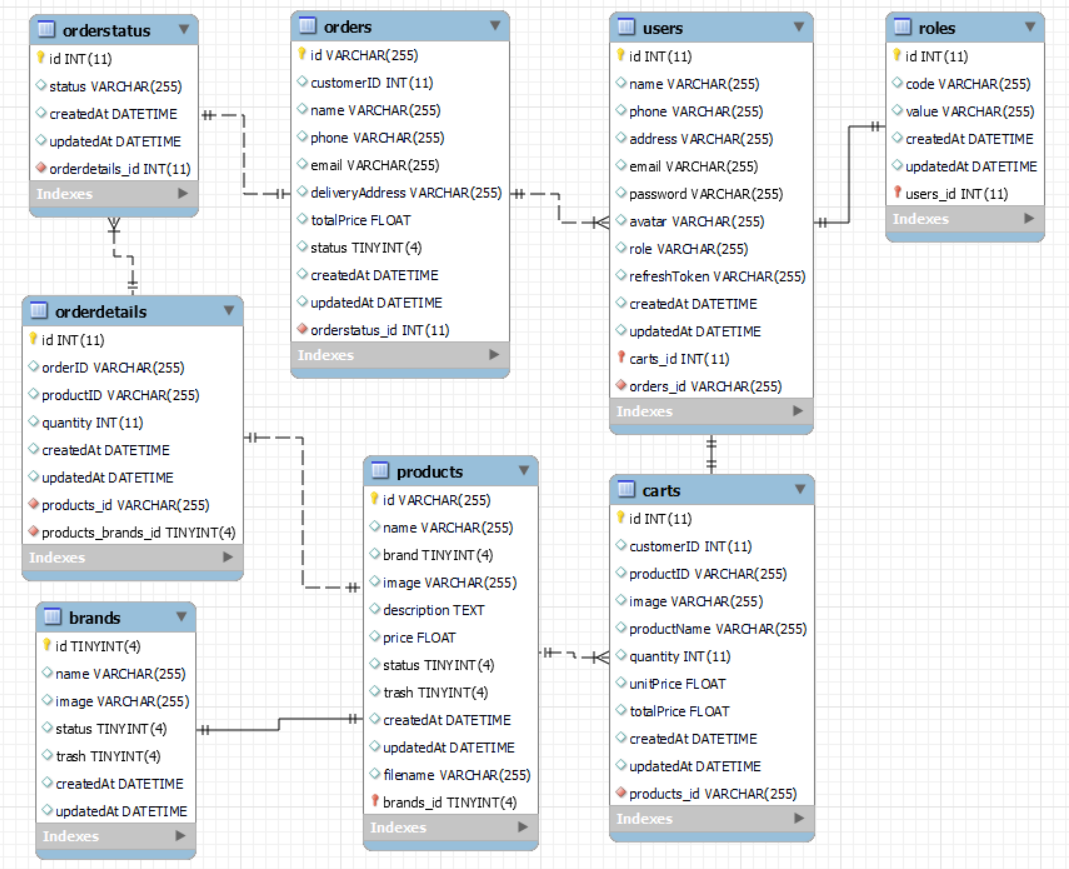 orderstatus
id INT(11)
status VARCHAR(255)
createdAt DATETIME
updatedAt DATETIME
orderdetails_id INT(11)
Indexes
orders
id VARCHAR(255)
customerID INT(11)
name VARCHAR(255)
phone VARCHAR(255)
email VARCHAR(255)
deliveryAddress VARCHAR(255)
totalPrice FLOAT
status TINYINT(4)
createdAt DATETIME
updatedAt DATETIME
orderstatus_id INT(11)
Indexes
users
id INT(11)
name VARCHAR(255)
phone VARCHAR(255)
address VARCHAR(255)
email VARCHAR(255)
password VARCHAR(255)
avatar VARCHAR(255)
role VARCHAR(255)
refreshToken VARCHAR(255)
createdAt DATETIME
updatedAt DATETIME
carts_id INT(11)
orders_id VARCHAR(255)
Indexes
roles
id INT(11)
code VARCHAR(255)
value VARCHAR(255)
createdAt DATETIME
updatedAt DATETIME
users_id INT(11)
Indexes
orderdetails
id INT(11)
orderID VARCHAR(255)
productID VARCHAR(255)
quantity INT(11)
createdAt DATETIME
updatedAt DATETIME
products_id VARCHAR(255)
products_brands_id TINYINT(4)
Indexes
products
id VARCHAR(255)
name VARCHAR(255)
brand TINYINT(4)
image VARCHAR(255)
description TEXT
price FLOAT
status TINYINT(4)
trash TINYINT(4)
createdAt DATETIME
updatedAt DATETIME
filename VARCHAR(255)
brands_id TINYINT(4)
Indexes
carts
id INT(11)
customerID INT(11)
productID VARCHAR(255)
image VARCHAR(255)
productName VARCHAR(255)
quantity INT(11)
unitPrice FLOAT
totalPrice FLOAT
createdAt DATETIME
updatedAt DATETIME
products_id VARCHAR(255)
Indexes
brands
id TINYINT(4)
name VARCHAR(255)
image VARCHAR(255)
status TINYINT(4)
trash TINYINT(4)
createdAt DATETIME
updatedAt DATETIME
Indexes